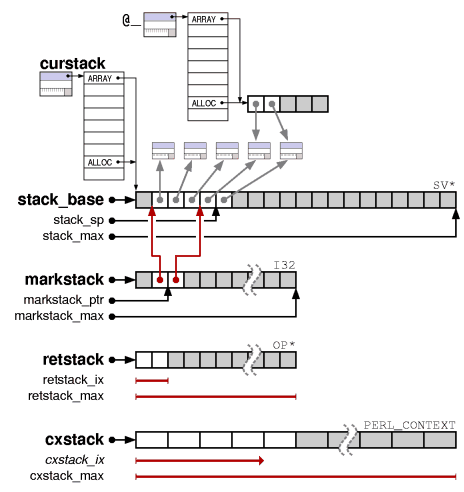 @_
ARRAY
curstack
ARRAY
ALLOC
ALLOC
SV*
stack_base
stack_sp
stack_max
I32
markstack
markstack_ptr
markstack_max
OP*
retstack
retstack_ix
retstack_max
PERL_CONTEXT
cxstack
cxstack_ix
cxstack_max